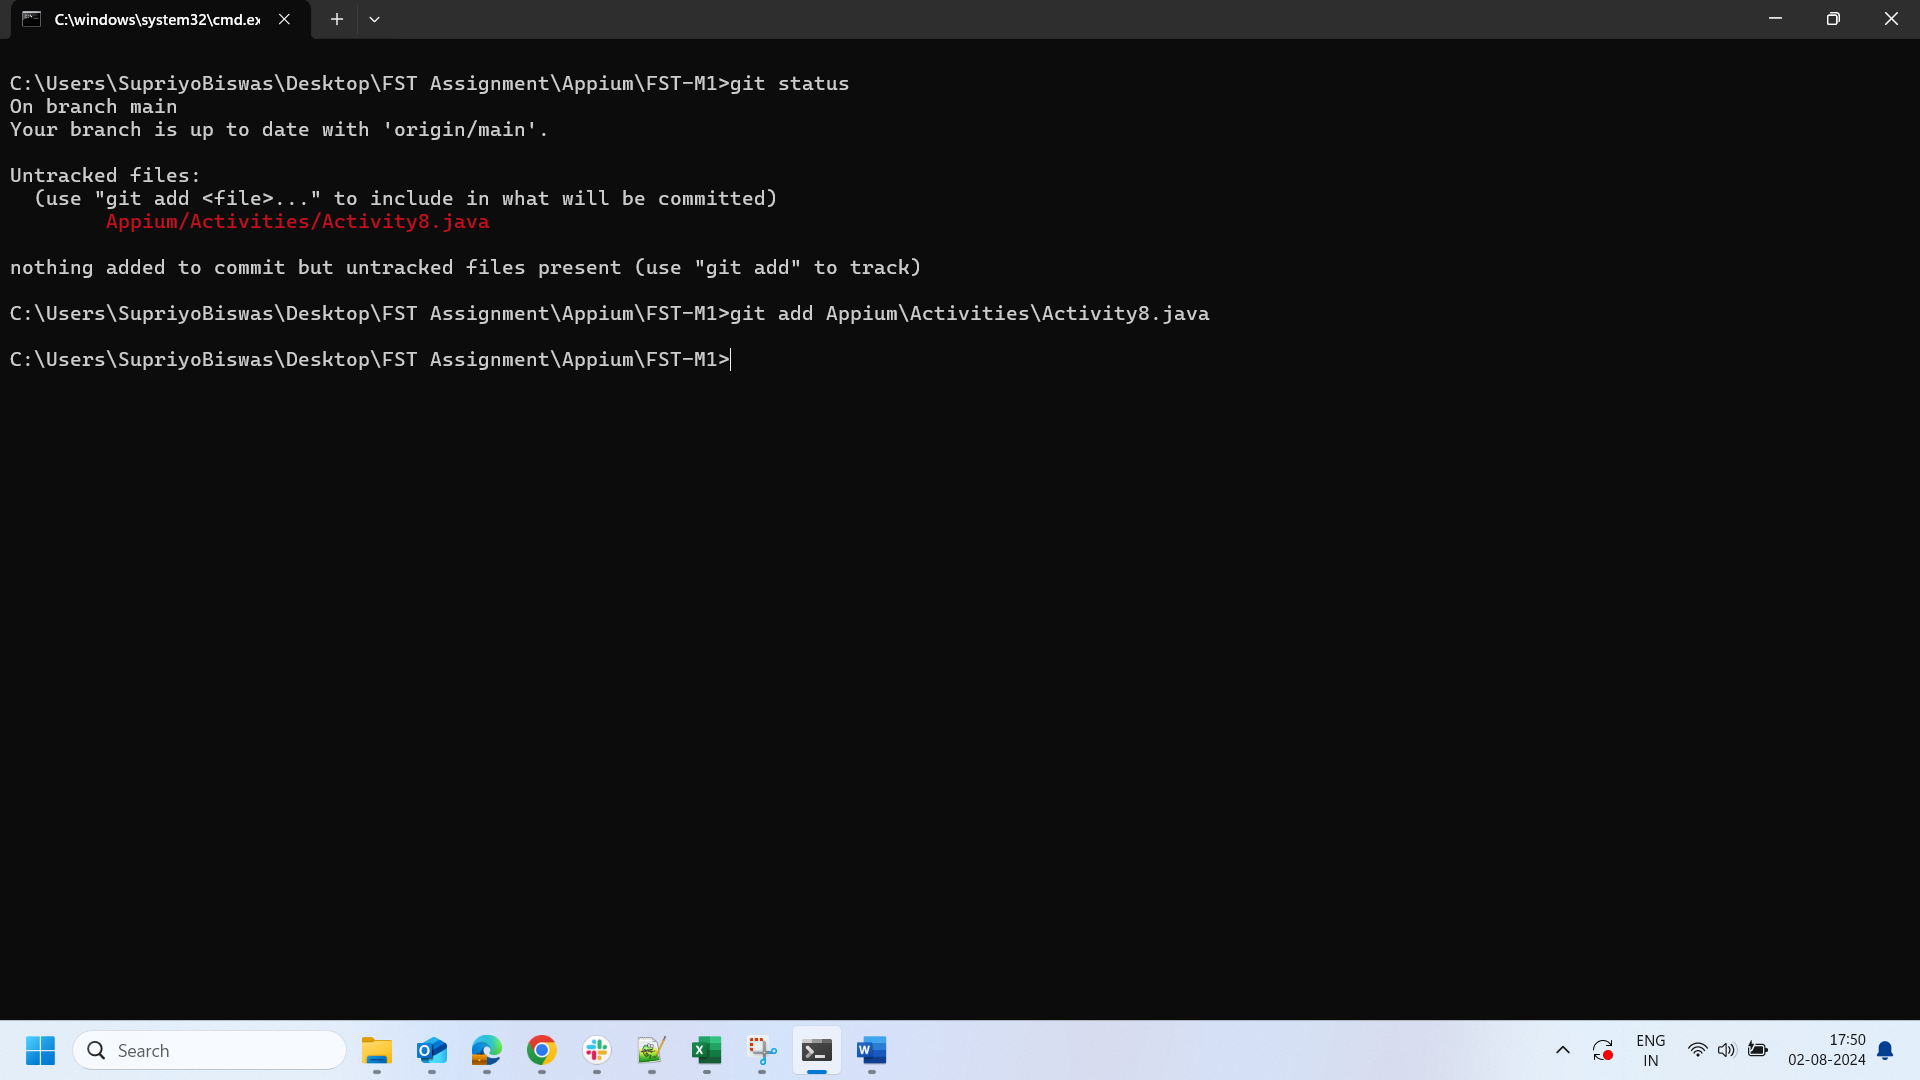 C:\windows\system32\cmd.ex
C:\Users\SupriyoBiswas\Desktop\FST Assignment\Appium\FST-M1>git status
On branch main
Your branch is up to date with 'origin/main'.
Untracked files:
  (use "git add <file>..." to include in what will be committed)
        Appium/Activities/Activity8.java
nothing added to commit but untracked files present (use "git add" to track)
C:\Users\SupriyoBiswas\Desktop\FST Assignment\Appium\FST-M1>git add Appium\Activities\Activity8.java
C:\Users\SupriyoBiswas\Desktop\FST Assignment\Appium\FST-M1>
Search
ENG
IN
17:50
02-08-2024